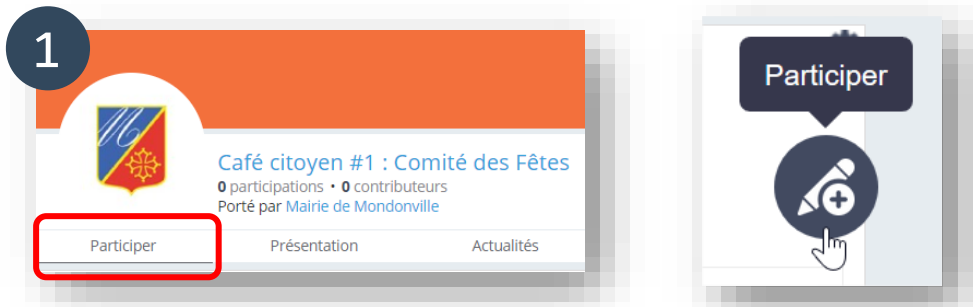 1
Café citoyen #1 : Comité des Fêtes
0 participations • 0 contributeurs
Porté par Mairie de Mondonville
Participer Présentation Actualités
Participer